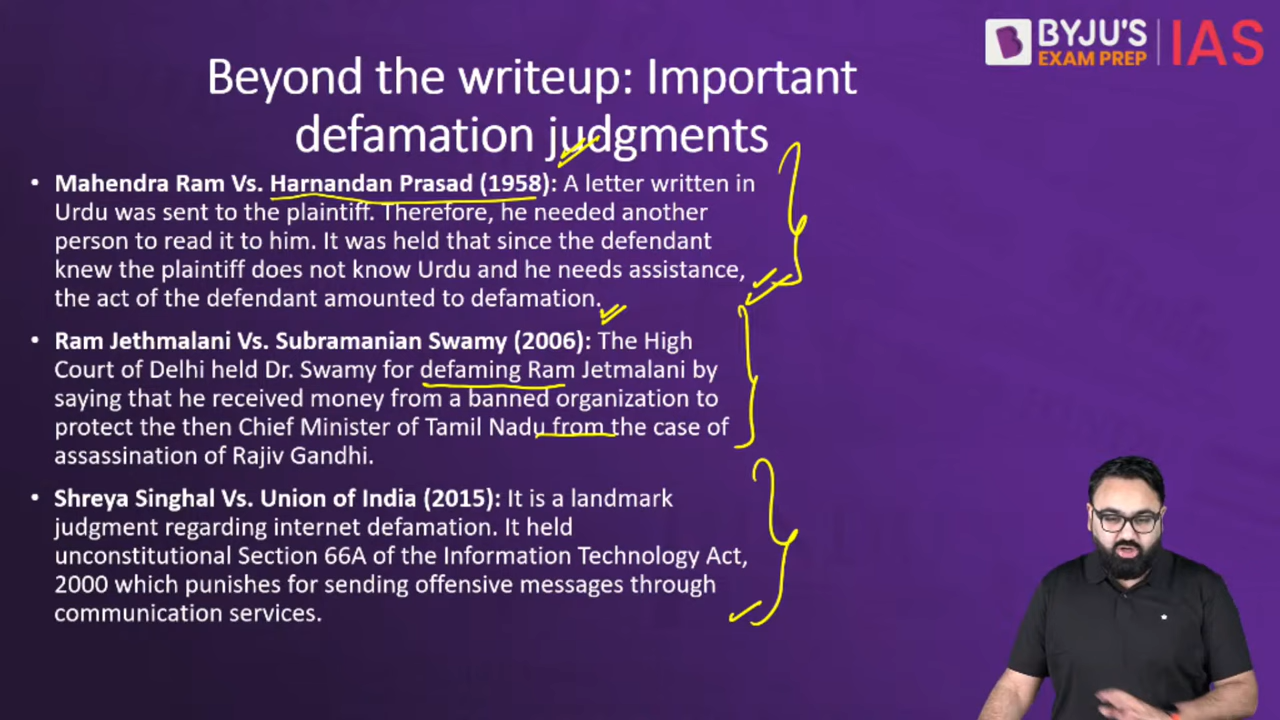 BYJU'S
EXAM PREP
IAS
Beyond the writeup: Important
defamation judgments
• Mahendra Ram Vs. Harnandan Prasad (1958): A letter written in
Urdu was sent to the plaintiff. Therefore, he needed another
person to read it to him. It was held that since the defendant
knew the plaintiff does not know Urdu and he needs assistance,
the act of the defendant amounted to defamation.
• Ram Jethmalani Vs. Subramanian Swamy (2006): The High
Court of Delhi held Dr. Swamy for defaming Ram Jetmalani by
saying that he received money from a banned organization to
protect the then Chief Minister of Tamil Nadu from the case of
assassination of Rajiv Gandhi.
• Shreya Singhal Vs. Union of India (2015): It is a landmark
judgment regarding internet defamation. It held
unconstitutional Section 66A of the Information Technology Act,
2000 which punishes for sending offensive messages through
communication services.